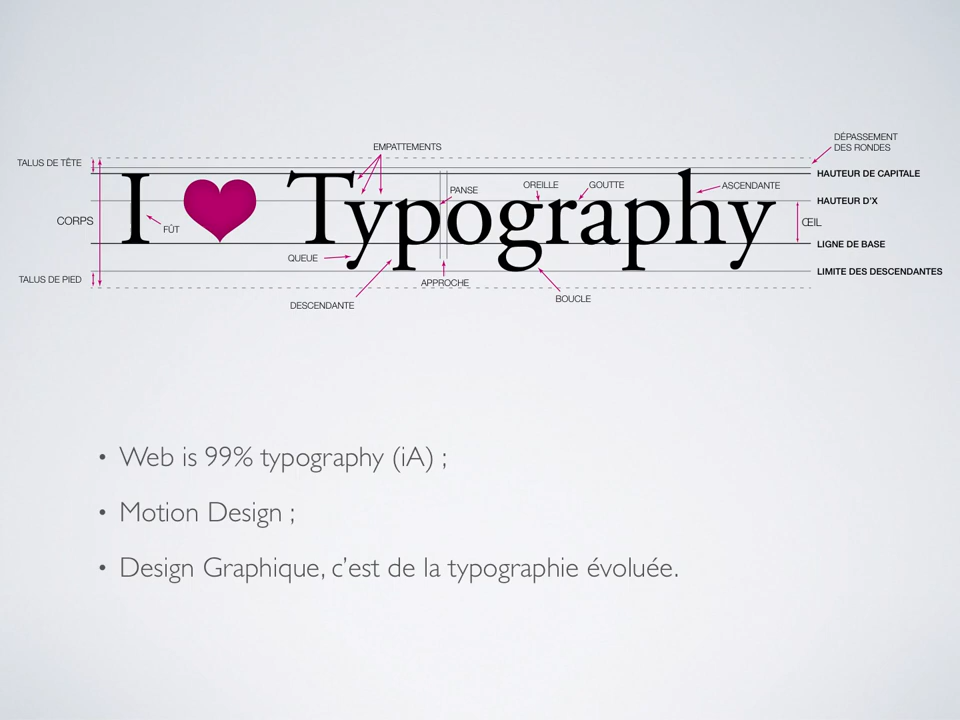 DÉPASSEMENT
DES RONDES
EMPATTEMENTS
TALUS DE TÊTE
HAUTEUR DE CAPITALE
PANSE
OREILLE
GOUTTE
ASCENDANTE
HAUTEUR D'X
I Typography
CORPS
FÛT
ŒIL
LIGNE DE BASE
QUEUE
LIMITE DES DESCENDANTES
TALUS DE PIED
APPROCHE
DESCENDANTE
BOUCLE
• Web is 99% typography (iA) ;
• Motion Design ;
• Design Graphique, c’est de la typographie évoluée.